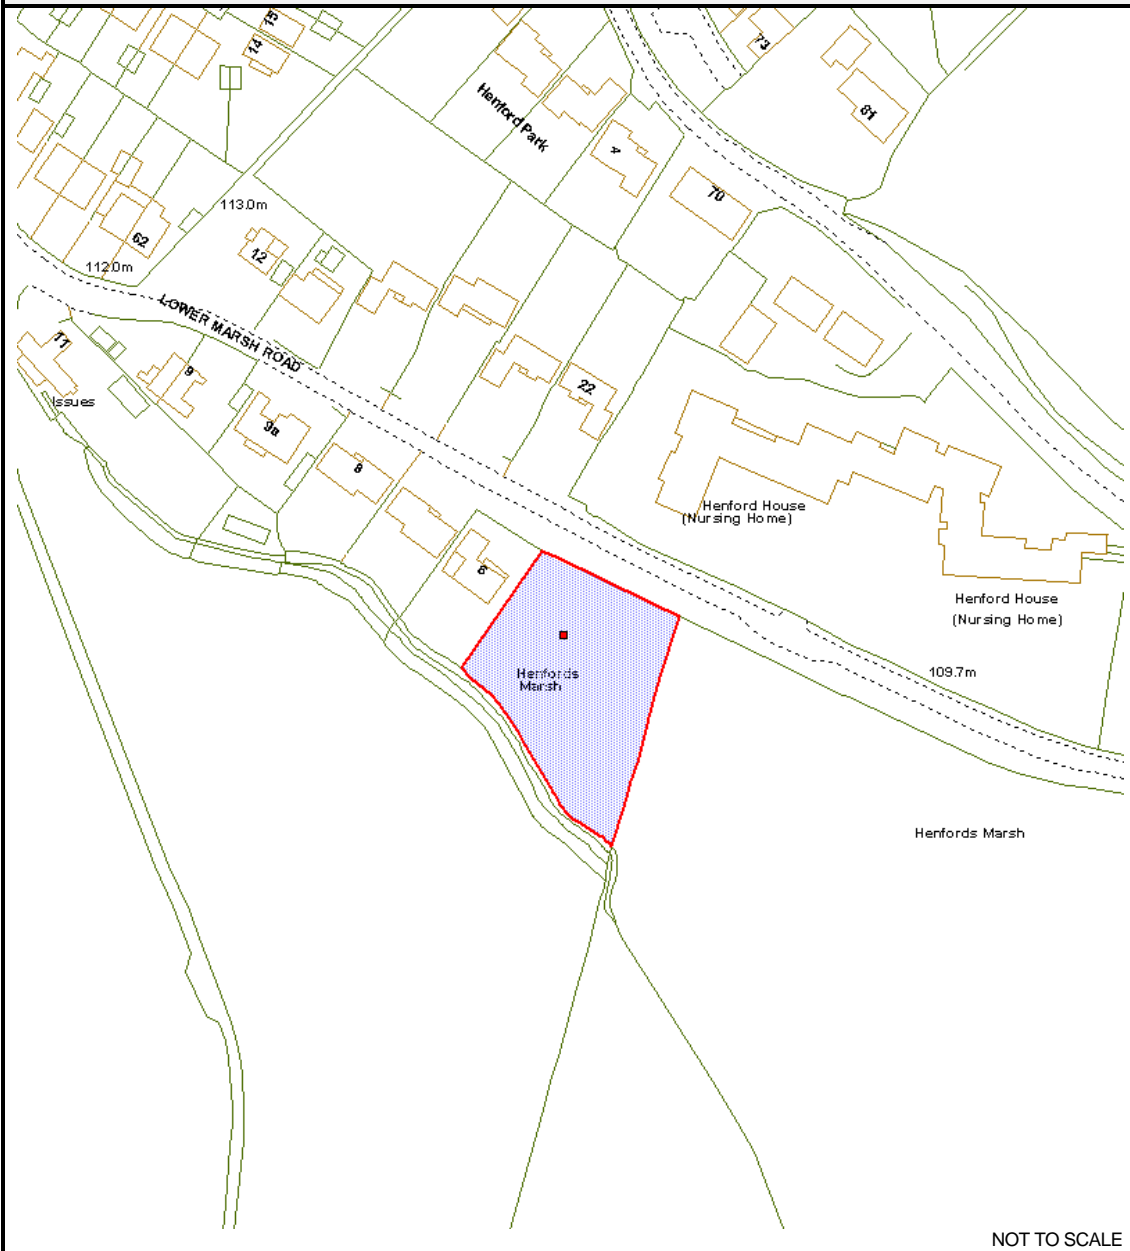 15
14
73
81
Henford Park
4
70
113.0m
62
12
112.0m
LOWER MARSH ROAD
11
9
22
Issues
9a
8
Henford House
(Nursing Home)
6
Henford House
(Nursing Home)
Henfords
Marsh
109.7m
Henfords Marsh
NOT TO SCALE